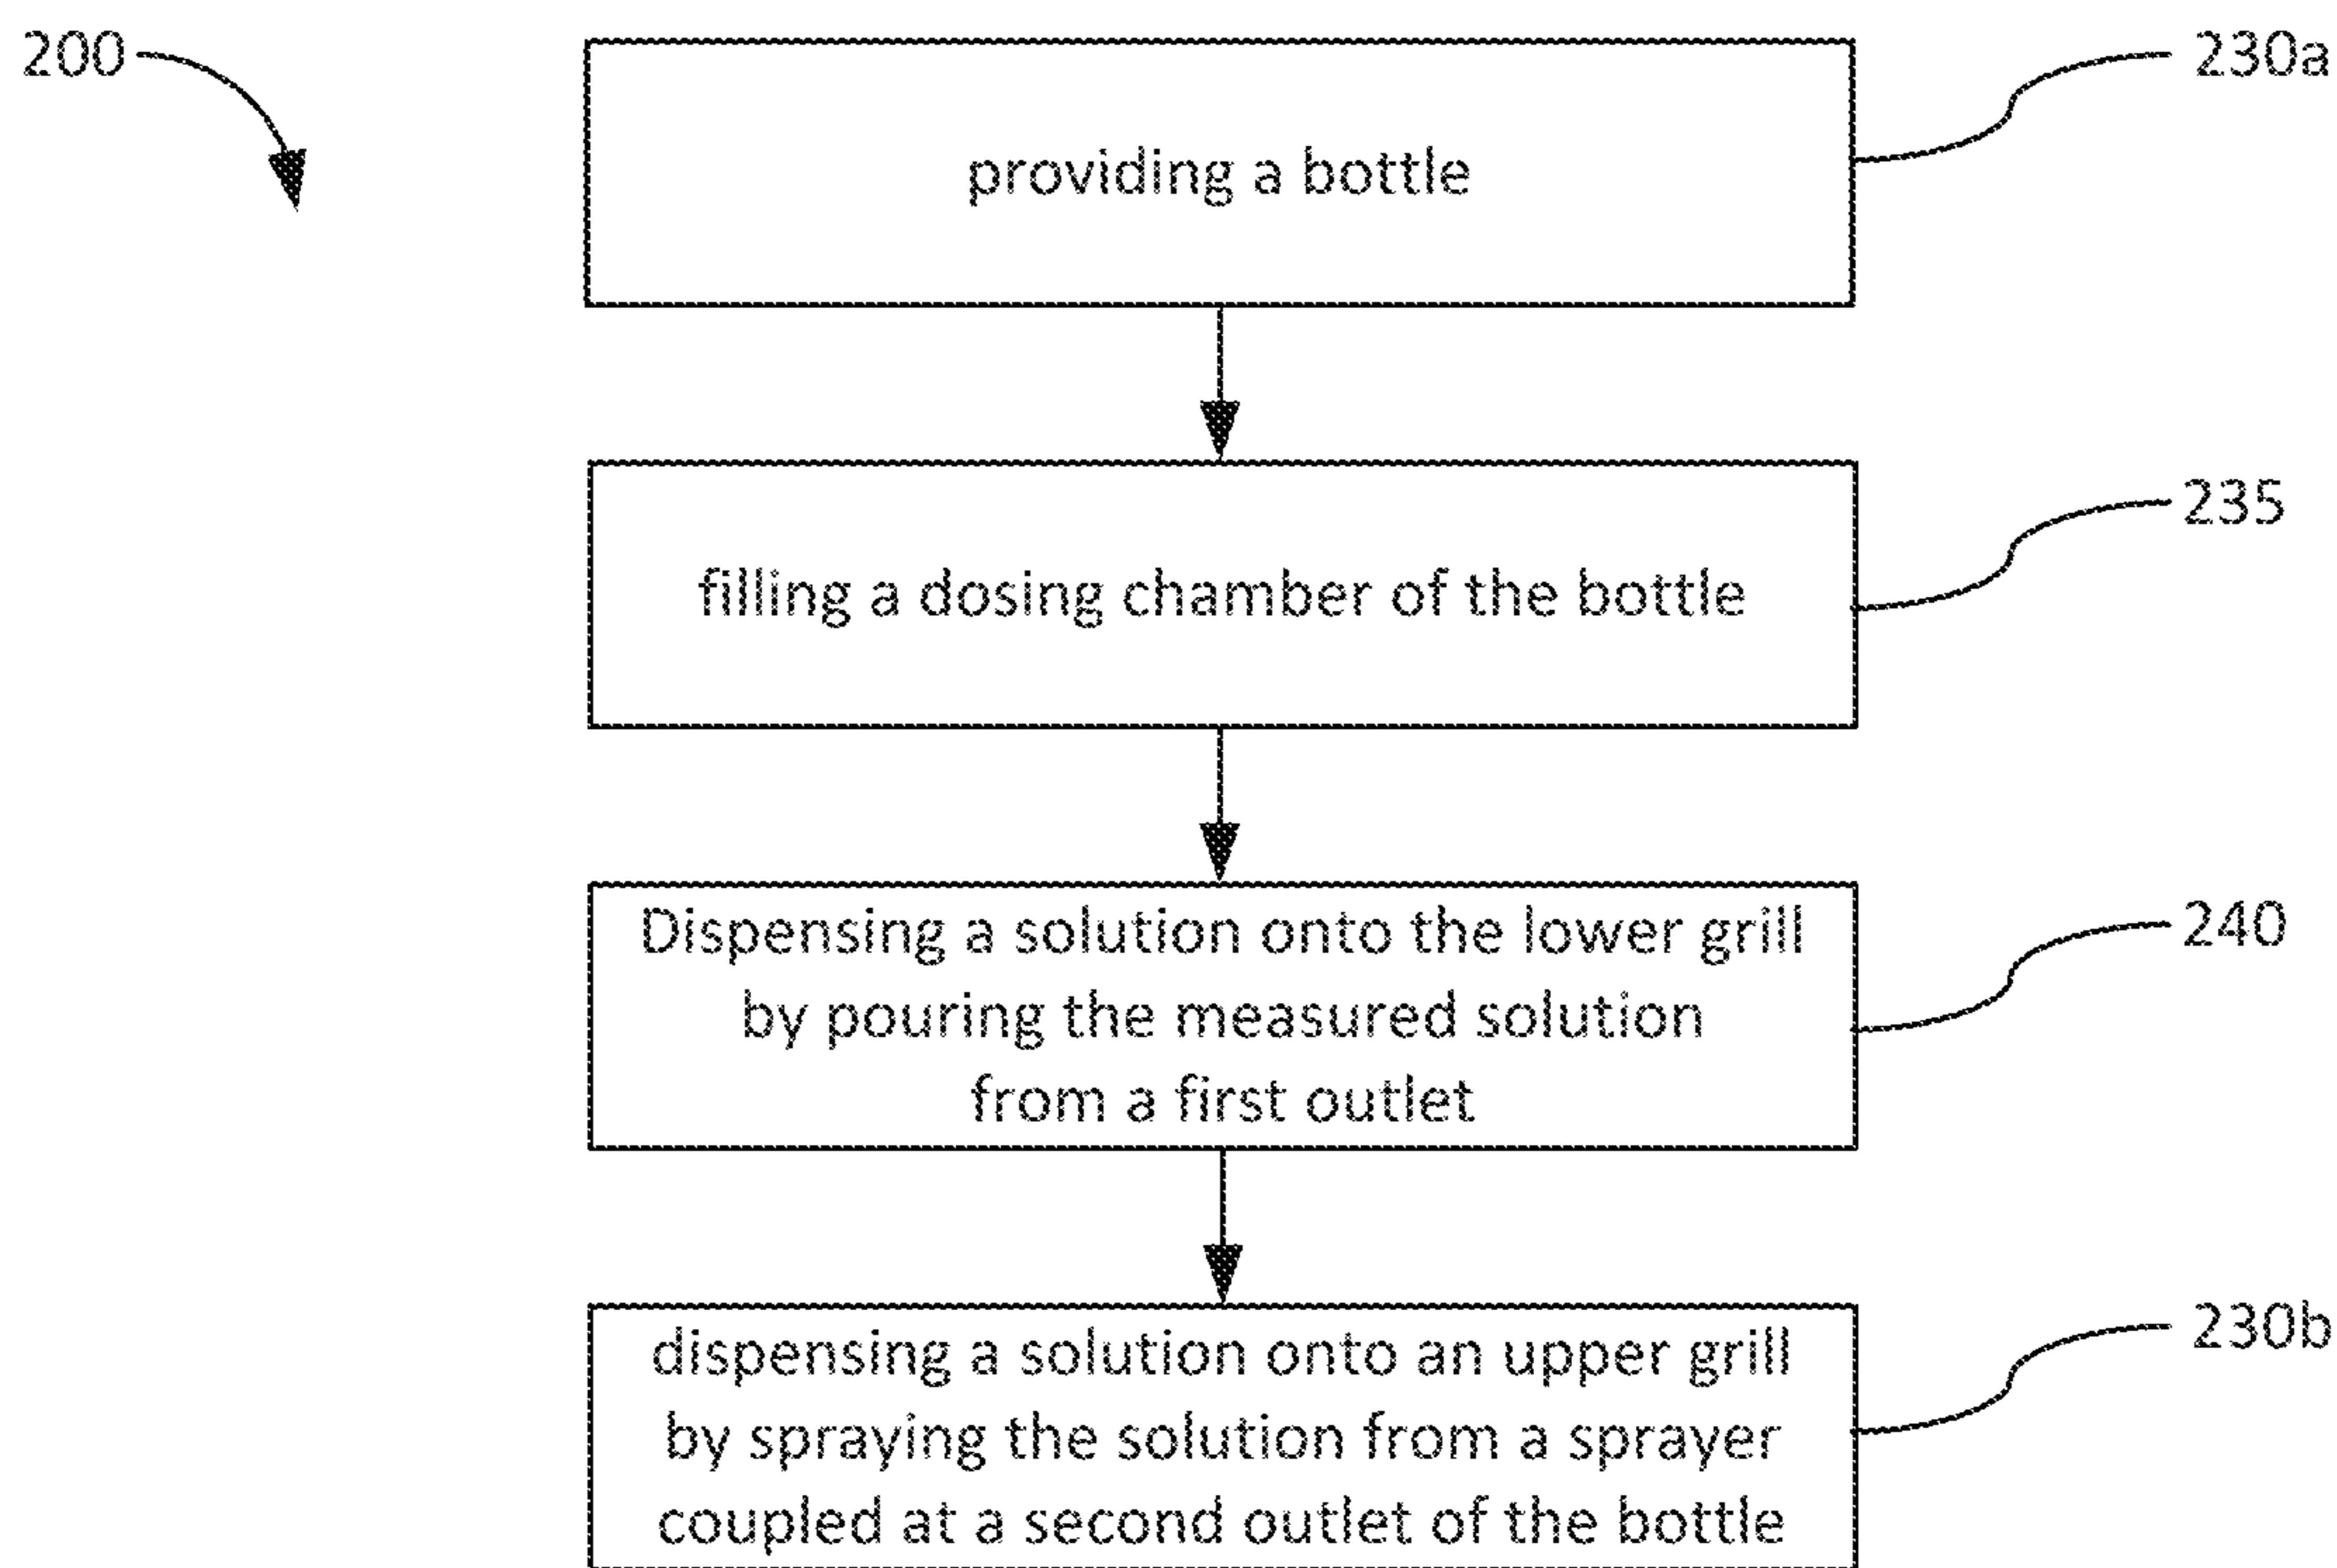 200
230a
providing a bottle
235
filling a dosing chamber of the bottle
240
Dispensing a solution onto the lower grill
by pouring the measured solution
from a first outlet
230b
dispensing a solution onto an upper grill
by spraying the solution from a sprayer
coupled at a second outlet of the bottle